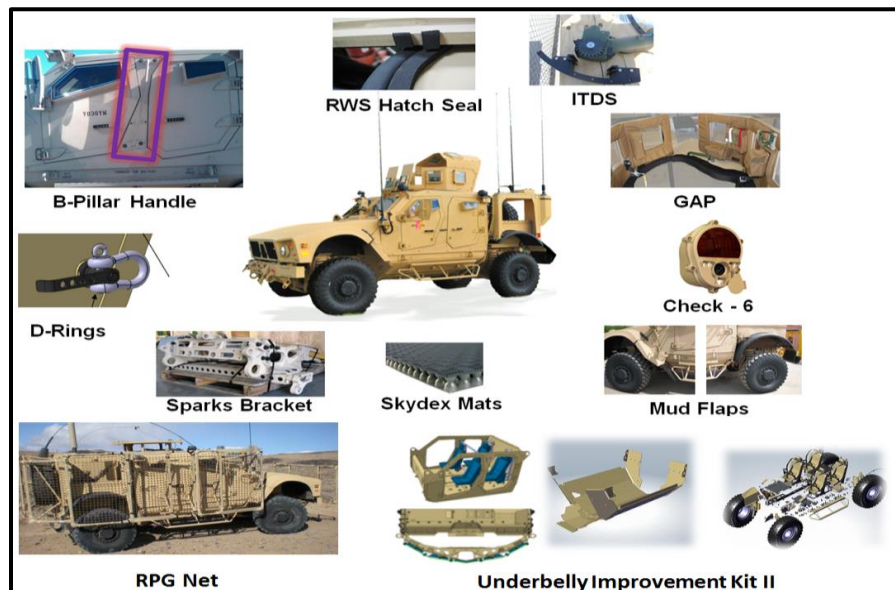 RWS Hatch Seal
ITDS
B-Pillar Handle
GAP
D-Rings
Check - 6
Sparks Bracket
Skydex Mats
Mud Flaps
RPG Net
Underbelly Improvement Kit II